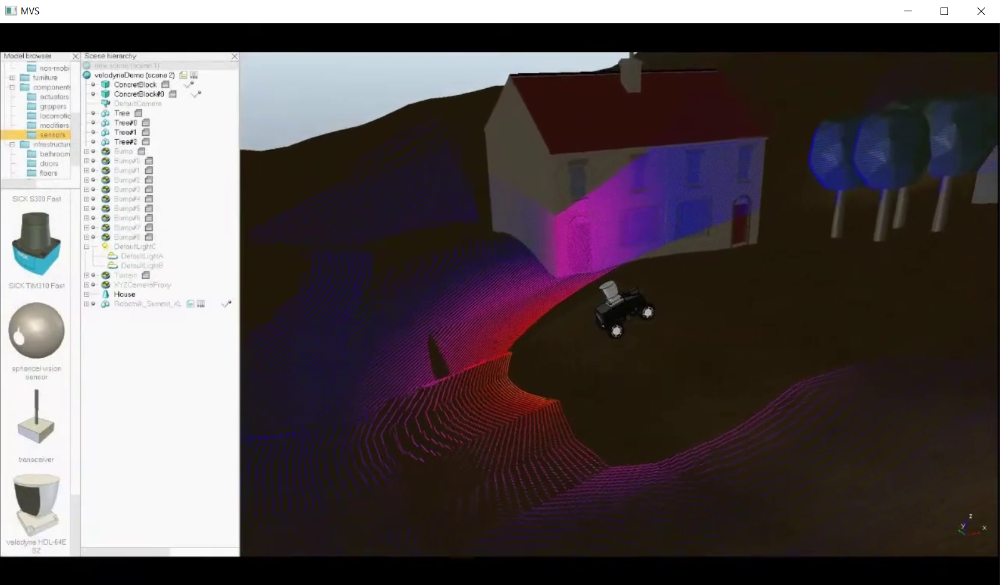 MVS
Model browser
non-mobi
furniture
components
actuators
grippers
locomotic
modifiers
sensors
infrastructure
bathroom
doors
floors
SICK S300 Fast
SICK
SICK TiM310 Fast
spherical vision
sensor
transceiver
velodyne HDL-64E
S2
Scene hierarchy
new scene (scene 1)
velodyneDemo (scene 2)
ConcretBlock
ConcretBlock#0
DefaultCamera
Tree
Tree#0
Tree#1
Tree#2
Bump
Bump#0
Bump#1
Bump#2
Bump#3
Bump#4
Bump#5
Bump#6
Bump#7
Bump#8
DefaultLightC
DefaultLightA
DefaultLightB
Terrain
XYZCameraProxy
House
Robotnik_Summit_XL
z
y
x